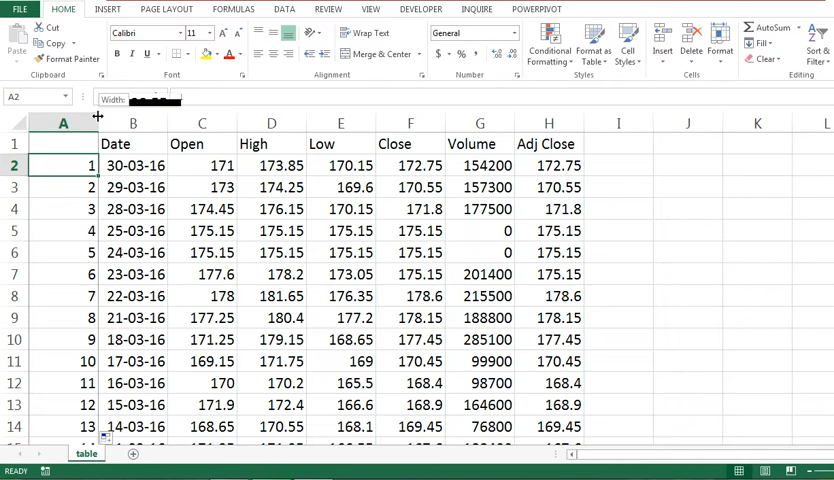 FILE HOME INSERT PAGE LAYOUT FORMULAS DATA REVIEW VIEW DEVELOPER INQUIRE POWERPIVOT
Paste Cut Copy Format Painter Clipboard
Calibri 11 B I U A A Font
Wrap Text Merge & Center Alignment
General $ % , Number
Conditional Formatting Format as Table Cell Styles Styles
Insert Delete Format Cells
AutoSum Fill Clear Sort & Filter Editing
A2 Width:
A B C D E F G H I J K L
1 Date Open High Low Close Volume Adj Close
2 1 30-03-16 171 173.85 170.15 172.75 154200 172.75
3 2 29-03-16 173 174.25 169.6 170.55 157300 170.55
4 3 28-03-16 174.45 176.15 170.15 171.8 177500 171.8
5 4 25-03-16 175.15 175.15 175.15 175.15 0 175.15
6 5 24-03-16 175.15 175.15 175.15 175.15 0 175.15
7 6 23-03-16 177.6 178.2 173.05 175.15 201400 175.15
8 7 22-03-16 178 181.65 176.35 178.6 215500 178.6
9 8 21-03-16 177.25 180.4 177.2 178.15 188800 178.15
10 9 18-03-16 171.25 179.15 168.65 177.45 285100 177.45
11 10 17-03-16 169.15 171.75 169 170.45 99900 170.45
12 11 16-03-16 170 170.2 165.5 168.4 98700 168.4
13 12 15-03-16 171.9 172.4 166.6 168.9 164600 168.9
14 13 14-03-16 168.65 170.55 168.1 169.45 76800 169.45
table
READY